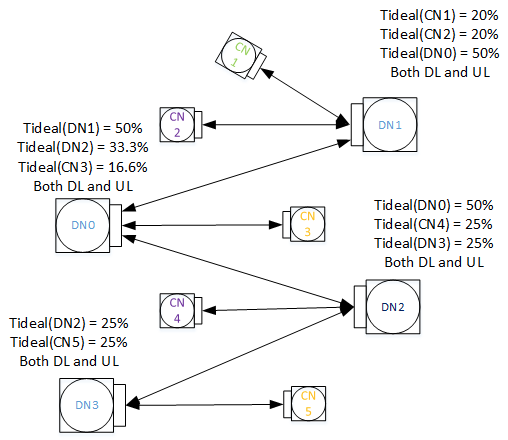 Tideal(CN1) = 20%
Tideal(CN2) = 20%
Tideal(DN0) = 50%
Both DL and UL
CN
1
CN
2
DN1
Tideal(DN1) = 50%
Tideal(DN2) = 33.3%
Tideal(CN3) = 16.6%
Both DL and UL
DN0
CN
3
Tideal(DN0) = 50%
Tideal(CN4) = 25%
Tideal(DN3) = 25%
Both DL and UL
CN
4
DN2
Tideal(DN2) = 25%
Tideal(CN5) = 25%
Both DL and UL
DN3
CN
5